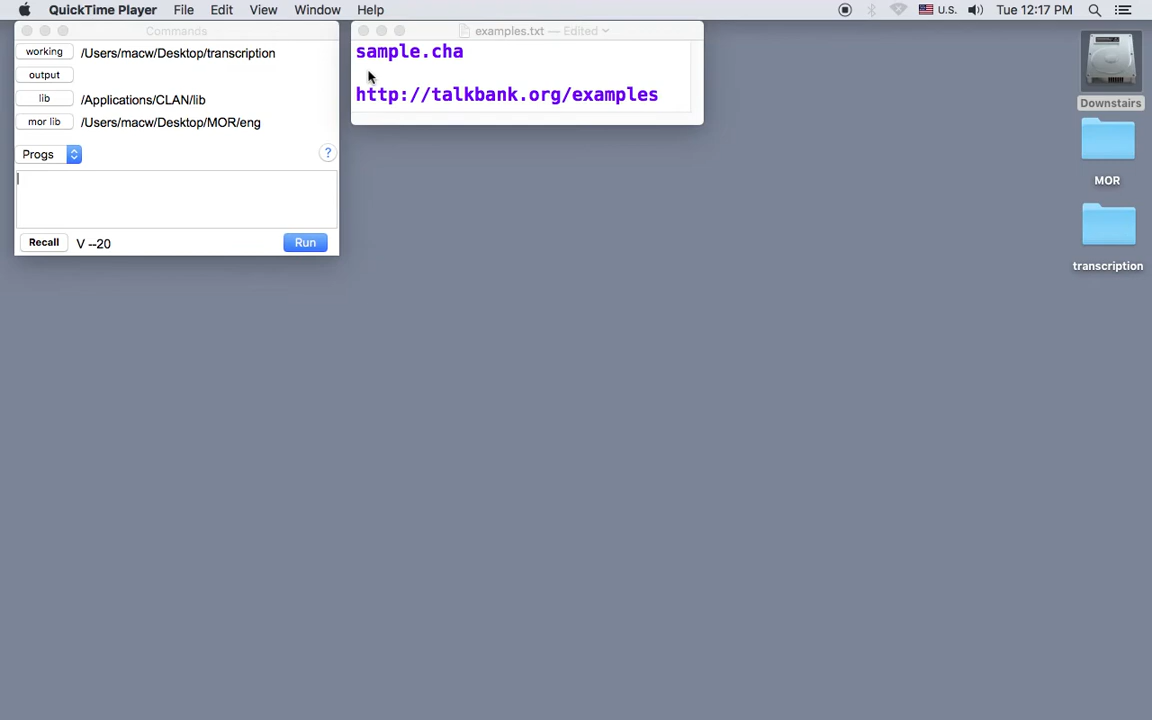 QuickTime Player File Edit View Window Help U.S. Tue 12:17 PM
Commands
working /Users/macw/Desktop/transcription
output
lib /Applications/CLAN/lib
mor lib /Users/macw/Desktop/MOR/eng
Progs ?
Recall V --20 Run
examples.txt — Edited
sample.cha
http://talkbank.org/examples
Downstairs
MOR
transcription